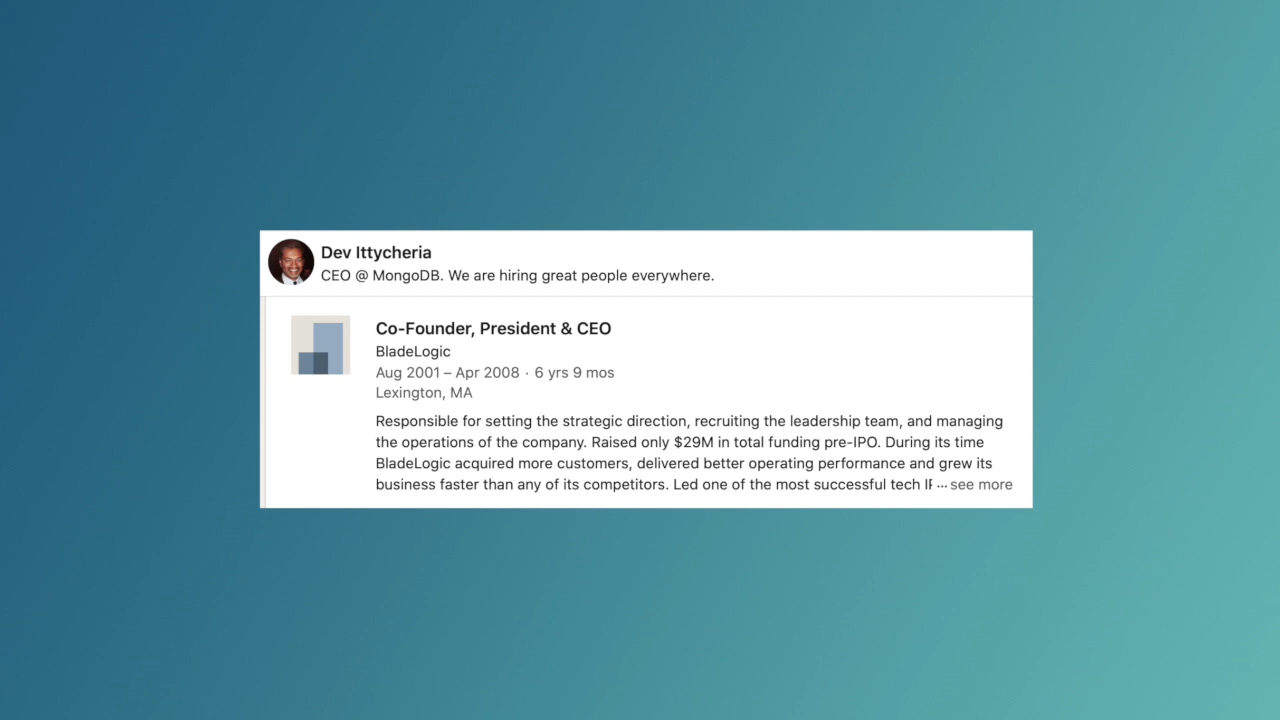 Dev Ittycheria
CEO @ MongoDB. We are hiring great people everywhere.
Co-Founder, President & CEO
BladeLogic
Aug 2001 – Apr 2008 · 6 yrs 9 mos
Lexington, MA
Responsible for setting the strategic direction, recruiting the leadership team, and managing
the operations of the company. Raised only $29M in total funding pre-IPO. During its time
BladeLogic acquired more customers, delivered better operating performance and grew its
business faster than any of its competitors. Led one of the most successful tech ... see more